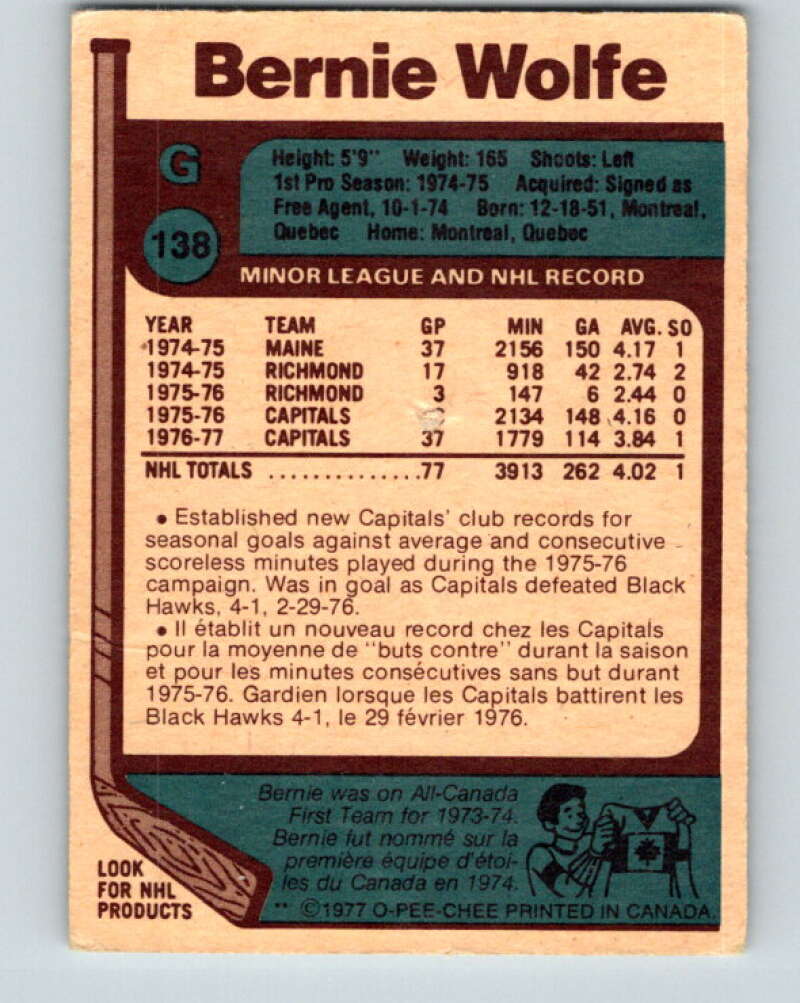 Bernie Wolfe
G
Height: 5'9" Weight: 165 Shoots: Left
1st Pro Season: 1974-75 Acquired: Signed as
Free Agent, 10-1-74 Born: 12-18-51, Montreal,
Quebec Home: Montreal, Quebec
138
MINOR LEAGUE AND NHL RECORD
YEAR TEAM GP MIN GA AVG. SO
1974-75 MAINE 37 2156 150 4.17 1
1974-75 RICHMOND 17 918 42 2.74 2
1975-76 RICHMOND 3 147 6 2.44 0
1975-76 CAPITALS 2134 148 4.16 0
1976-77 CAPITALS 37 1779 114 3.84 1
NHL TOTALS ..............77 3913 262 4.02 1
• Established new Capitals' club records for
seasonal goals against average and consecutive
scoreless minutes played during the 1975-76
campaign. Was in goal as Capitals defeated Black
Hawks, 4-1, 2-29-76.
• Il établit un nouveau record chez les Capitals
pour la moyenne de "buts contre" durant la saison
et pour les minutes consécutives sans but durant
1975-76. Gardien lorsque les Capitals battirent les
Black Hawks 4-1, le 29 février 1976.
Bernie was on All-Canada
First Team for 1973-74.
Bernie fut nommé sur la
première équipe d'étoi-
les du Canada en 1974.
LOOK
FOR NHL
PRODUCTS
** ©1977 O-PEE-CHEE PRINTED IN CANADA.